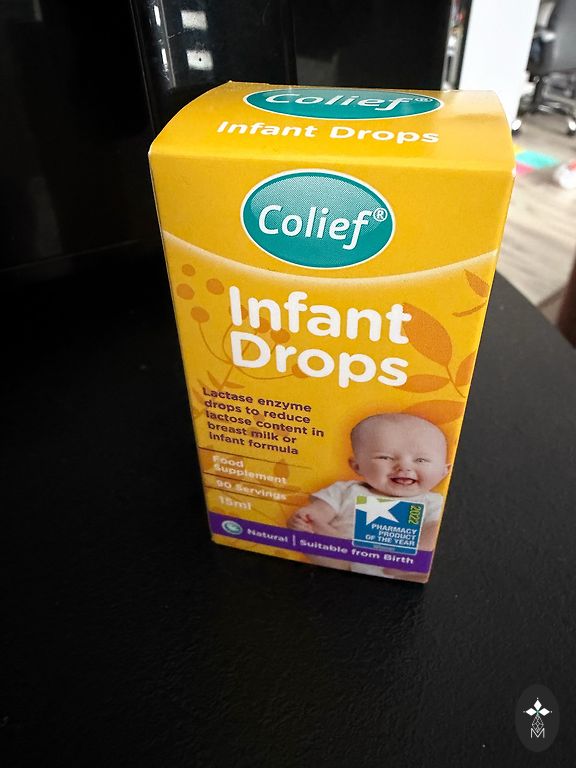 Colief®
Infant Drops
Colief®
Infant
Drops
Lactase enzyme
drops to reduce
lactose content in
breast milk or
infant formula
Food
Supplement
90 Servings
15ml
2022
PHARMACY
PRODUCT
OF THE YEAR
Natural | Suitable from Birth
M